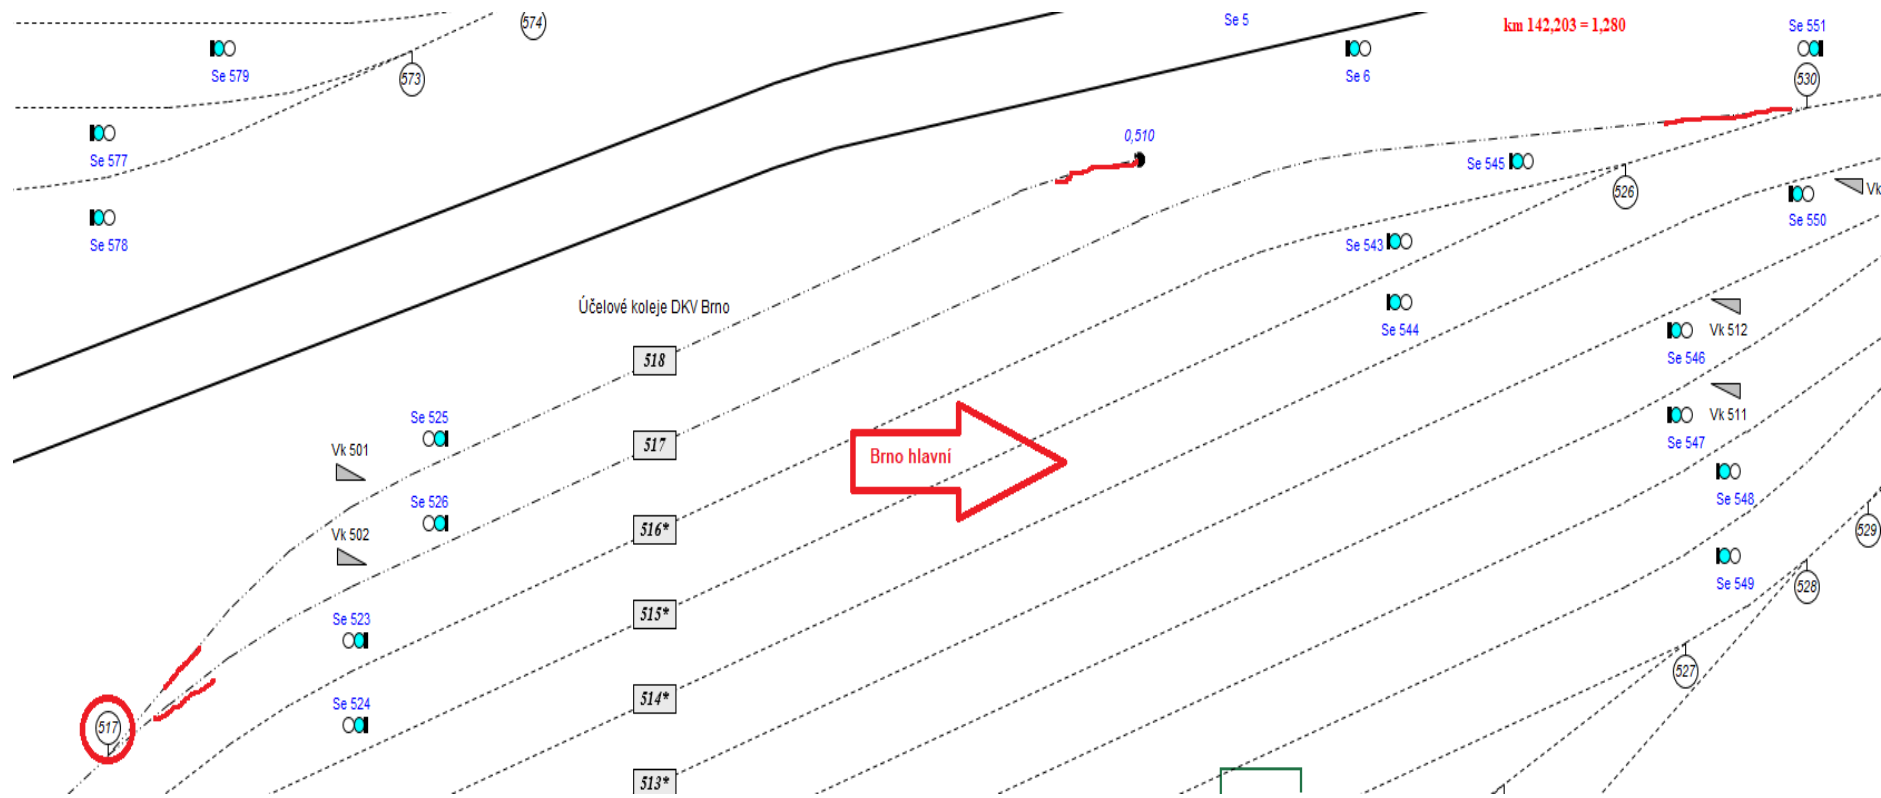 574
Se 5
km 142,203 = 1,280
Se 551
Se 579
573
Se 6
530
Se 577
0,510
Se 545
526
Vk
Se 550
Se 578
Se 543
Účelové koleje DKV Brno
Se 544
Vk 512
518
Se 546
Se 525
Vk 511
Vk 501
517
Se 547
Brno hlavní
Se 548
Se 526
516*
529
Vk 502
Se 549
528
Se 523
515*
527
Se 524
514*
517
513*